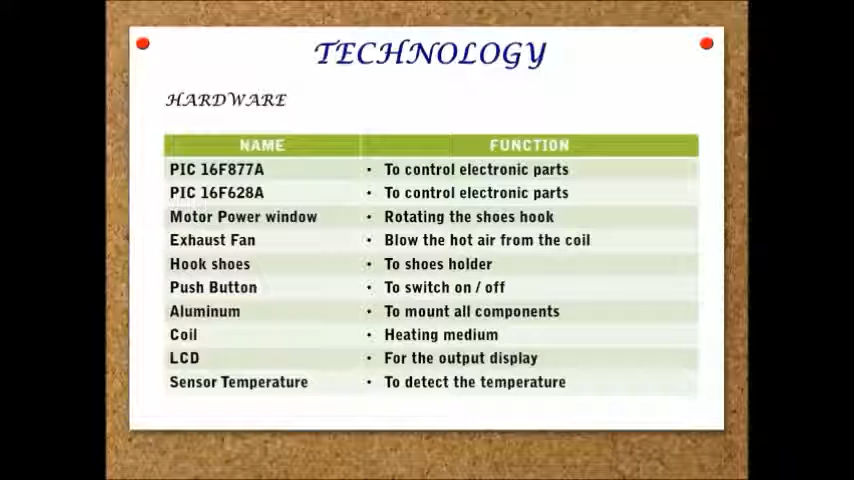 TECHNOLOGY
HARDWARE
NAME FUNCTION
PIC 16F877A • To control electronic parts
PIC 16F628A • To control electronic parts
Motor Power window • Rotating the shoes hook
Exhaust Fan • Blow the hot air from the coil
Hook shoes • To shoes holder
Push Button • To switch on / off
Aluminum • To mount all components
Coil • Heating medium
LCD • For the output display
Sensor Temperature • To detect the temperature